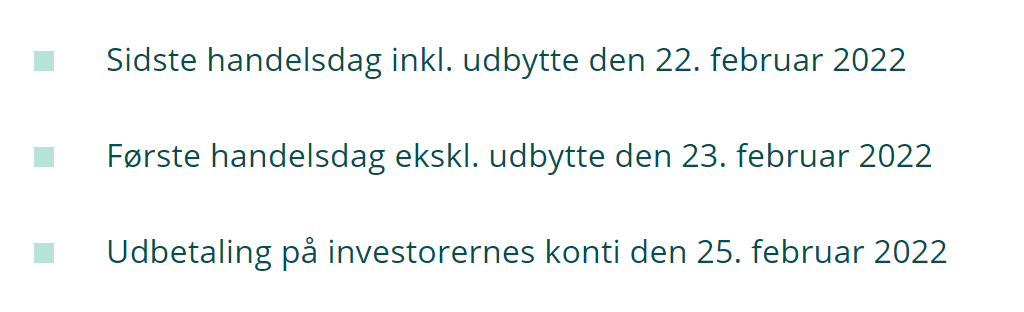 Sidste handelsdag inkl. udbytte den 22. februar 2022
Første handelsdag ekskl. udbytte den 23. februar 2022
Udbetaling på investorernes konti den 25. februar 2022